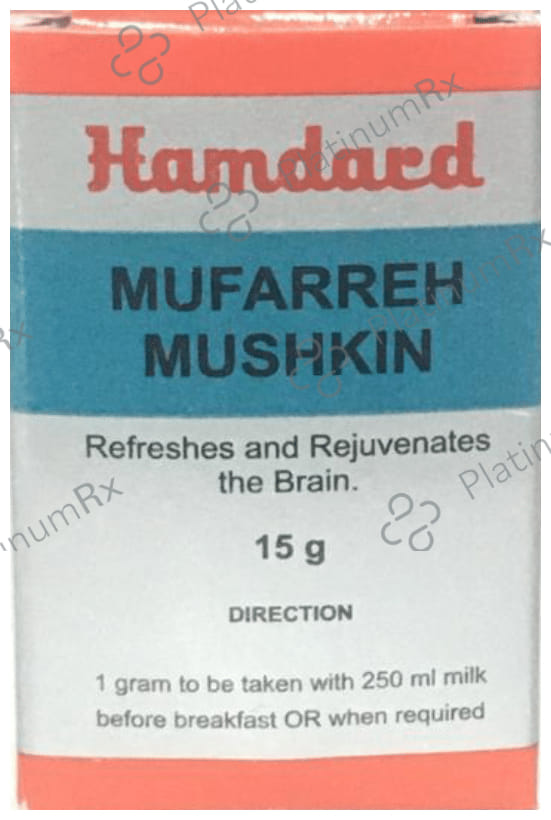 PlatinumRx
Hamdard
MUFARREH
MUSHKIN
Refreshes and Rejuvenates
the Brain.
15 g
DIRECTION
1 gram to be taken with 250 ml milk
before breakfast OR when required